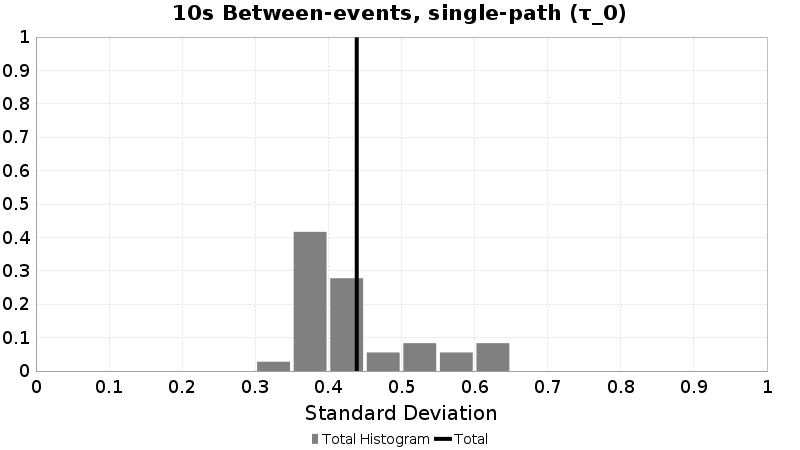 10s Between-events, single-path (τ_0)
1
0.9
0.8
0.7
0.6
0.5
0.4
0.3
0.2
0.1
0
0 0.1 0.2 0.3 0.4 0.5 0.6 0.7 0.8 0.9 1
Standard Deviation
Total Histogram Total